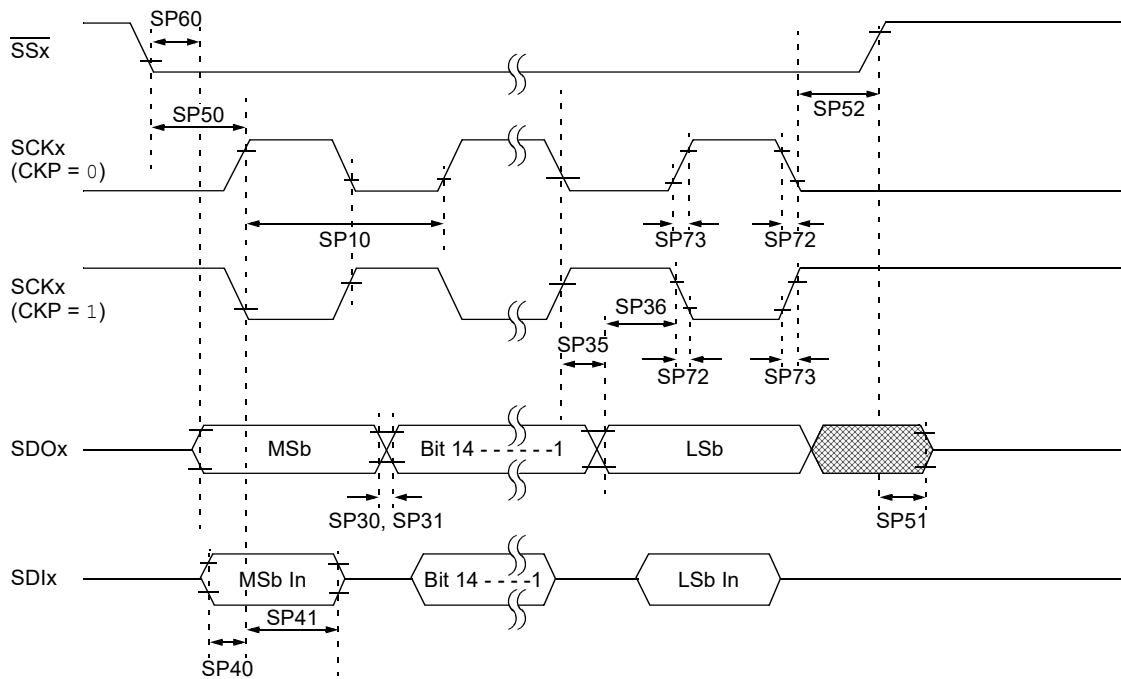 SP60
SSx
SP50
SP52
SCKx
(CKP = 0)
SP10
SP73
SP72
SCKx
(CKP = 1)
SP36
SP35
SP72
SP73
SDOx
MSb
Bit 14 - - - - - -1
LSb
SP30, SP31
SP51
SDIx
MSb In
Bit 14 - - - -1
LSb In
SP41
SP40